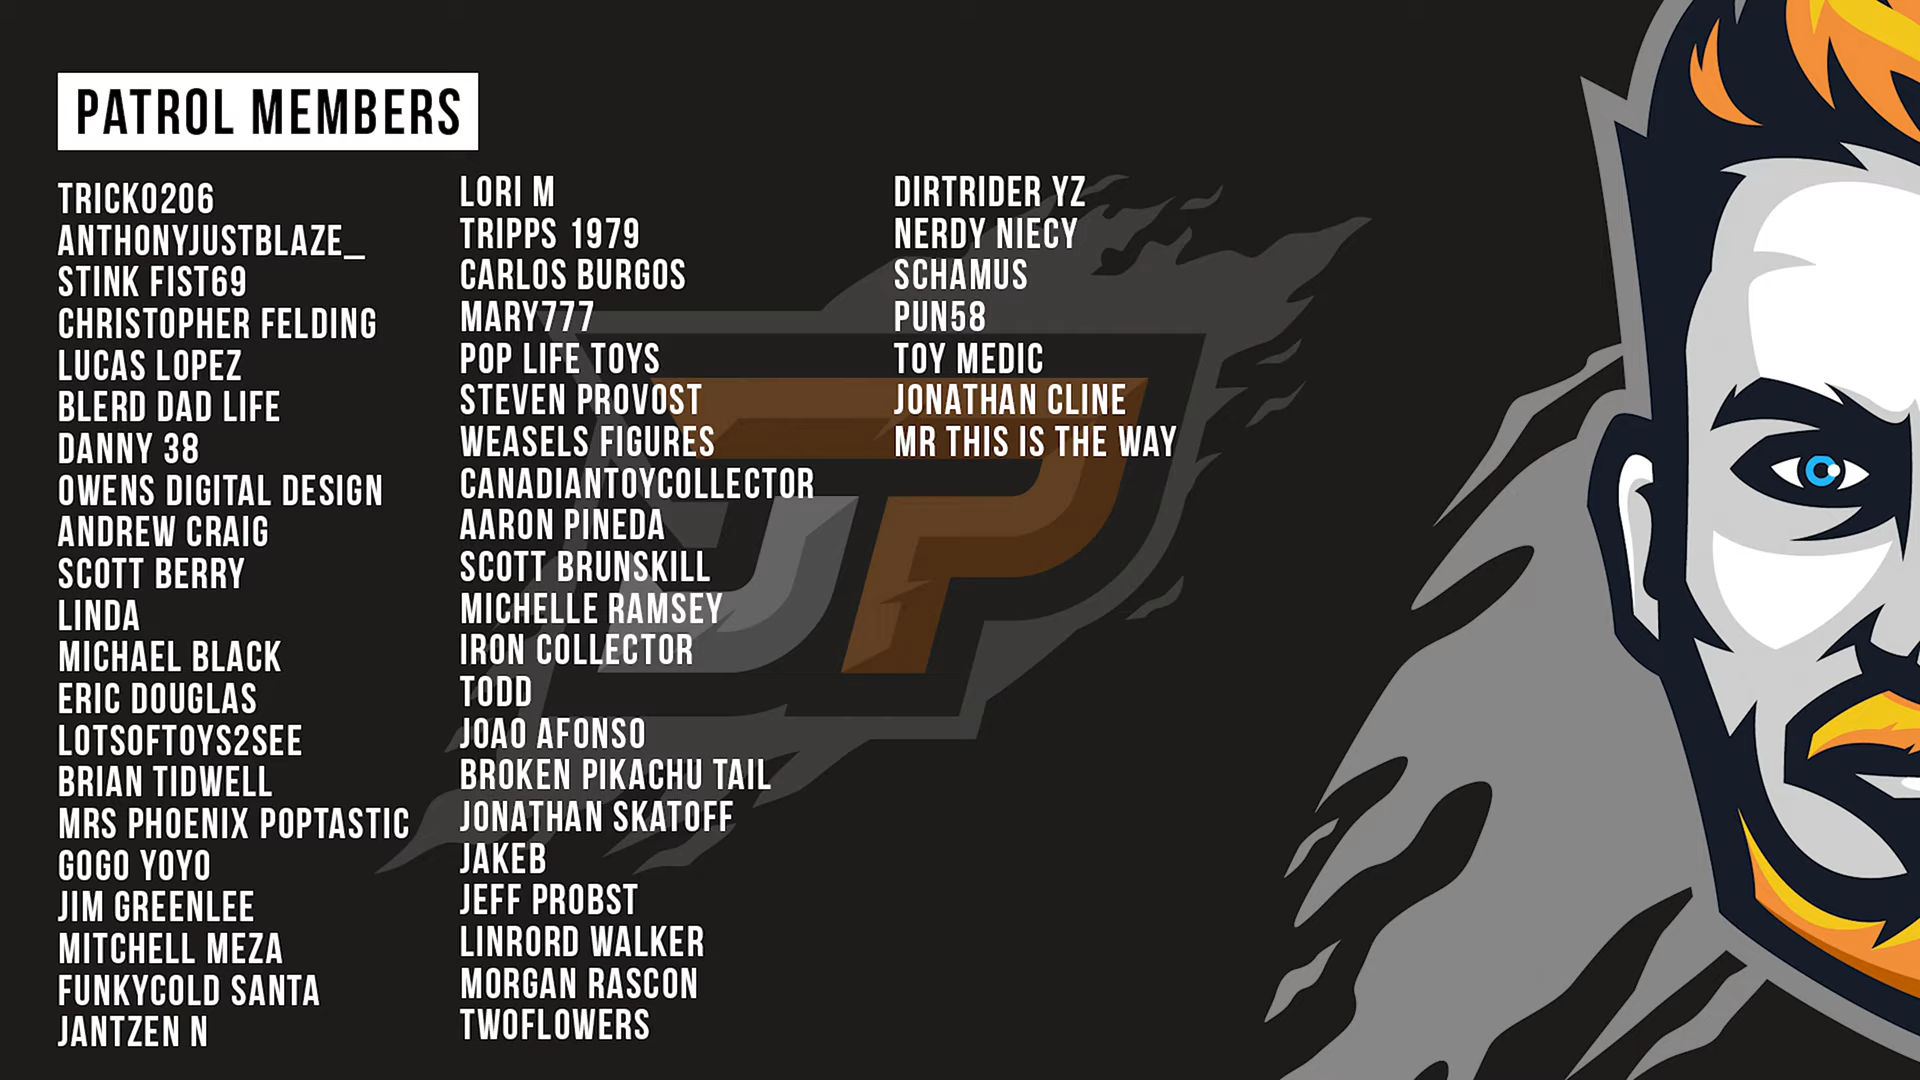 PATROL MEMBERS
TRICK0206
ANTHONYJUSTBLAZE_
STINK FIST69
CHRISTOPHER FELDING
LUCAS LOPEZ
BLERD DAD LIFE
DANNY 38
OWENS DIGITAL DESIGN
ANDREW CRAIG
SCOTT BERRY
LINDA
MICHAEL BLACK
ERIC DOUGLAS
LOTSOFTOYS2SEE
BRIAN TIDWELL
MRS PHOENIX POPTASTIC
GOGO YOYO
JIM GREENLEE
MITCHELL MEZA
FUNKYCOLD SANTA
JANTZEN N
LORI M
TRIPPS 1979
CARLOS BURGOS
MARY777
POP LIFE TOYS
STEVEN PROVOST
WEASELS FIGURES
CANADIANTOYCOLLECTOR
AARON PINEDA
SCOTT BRUNSKILL
MICHELLE RAMSEY
IRON COLLECTOR
TODD
JOAO AFONSO
BROKEN PIKACHU TAIL
JONATHAN SKATOFF
JAKEB
JEFF PROBST
LINRORD WALKER
MORGAN RASCON
TWOFLOWERS
DIRTRIDER YZ
NERDY NIECY
SCHAMUS
PUN58
TOY MEDIC
JONATHAN CLINE
MR THIS IS THE WAY
JP